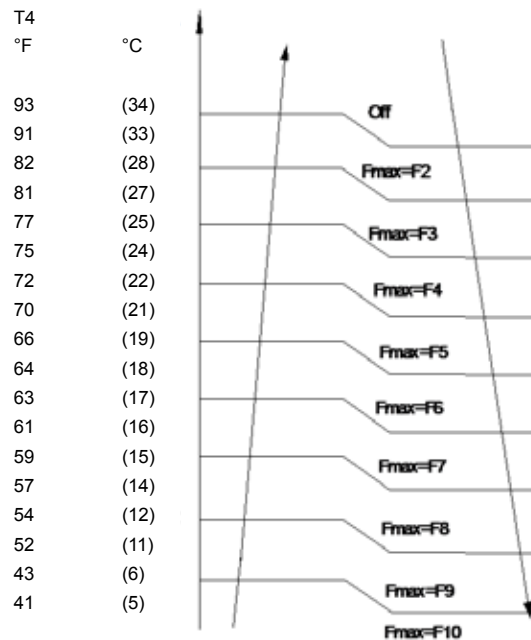 T4
°F °C
93 (34)
Off
91 (33)
82 (28)
Fmax=F2
81 (27)
77 (25)
Fmax=F3
75 (24)
72 (22)
Fmax=F4
70 (21)
66 (19)
Fmax=F5
64 (18)
63 (17)
Fmax=F6
61 (16)
59 (15)
Fmax=F7
57 (14)
54 (12)
Fmax=F8
52 (11)
43 (6)
Fmax=F9
41 (5)
Fmax=F10